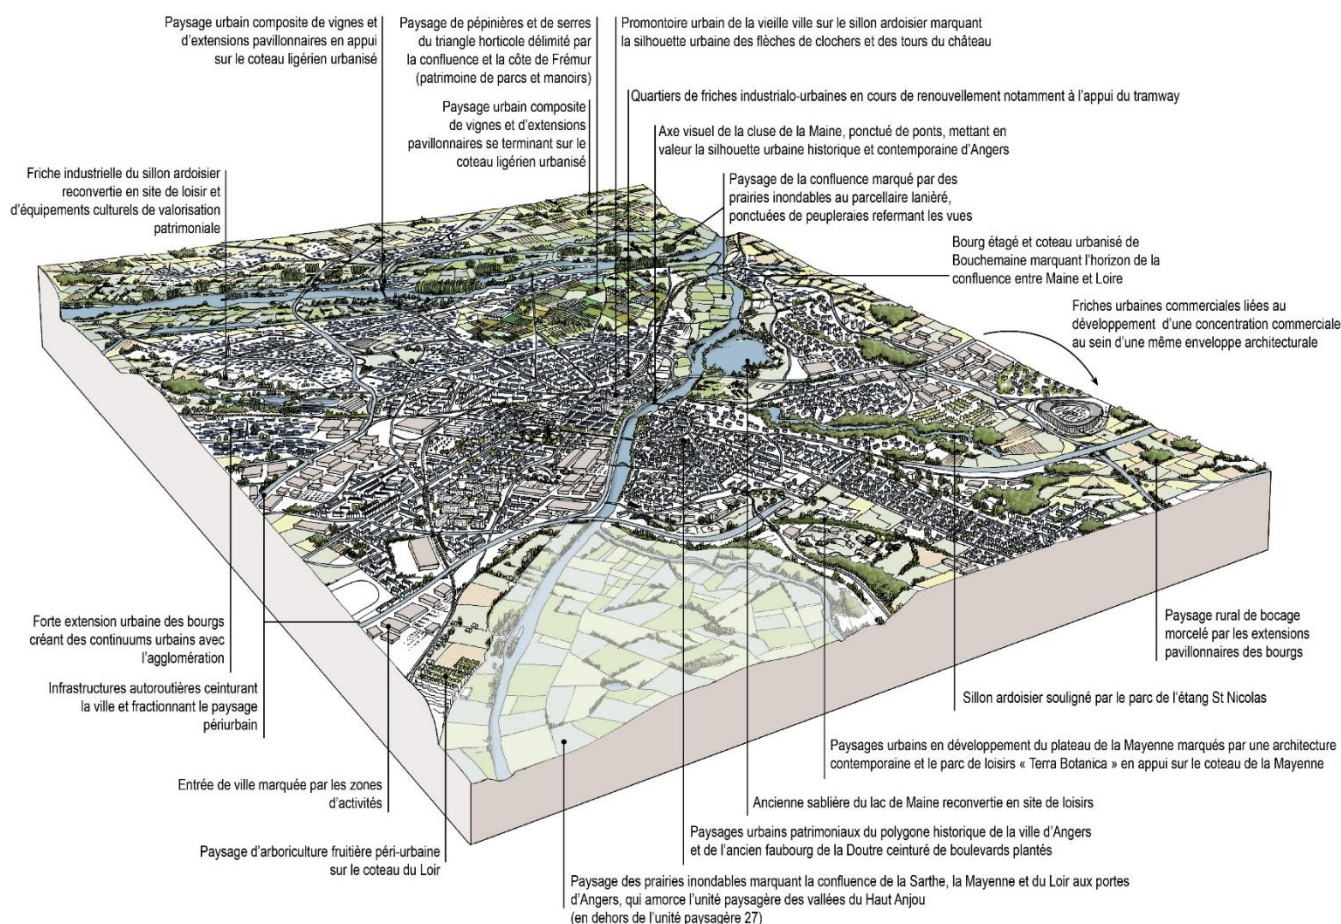 Paysage urbain composite de vignes et
d'extensions pavillonnaires en appui
sur le coteau ligérien urbanisé
Paysage de pépinières et de serres
du triangle horticole délimité par
la confluence et la côte de Frémur
(patrimoine de parcs et manoirs)
Promontoire urbain de la vieille ville sur le sillon ardoisier marquant
la silhouette urbaine des flèches de clochers et des tours du château
Quartiers de friches industrialo-urbaines en cours de renouvellement notamment à l'appui du tramway
Paysage urbain composite
de vignes et d'extensions
pavillonnaires se terminant sur le
coteau ligérien urbanisé
Axe visuel de la cluse de la Maine, ponctué de ponts, mettant en
valeur la silhouette urbaine historique et contemporaine d'Angers
Friche industrielle du sillon ardoisier
reconvertie en site de loisir et
d'équipements culturels de valorisation
patrimoniale
Paysage de la confluence marqué par des
prairies inondables au parcellaire laniéré,
ponctuées de peupleraies refermant les vues
Bourg étagé et coteau urbanisé de
Bouchemaine marquant l'horizon de la
confluence entre Maine et Loire
Friches urbaines commerciales liées au
développement d'une concentration commerciale
au sein d'une même enveloppe architecturale
Forte extension urbaine des bourgs
créant des continuums urbains avec
l'agglomération
Infrastructures autoroutières ceinturant
la ville et fractionnant le paysage
périurbain
Entrée de ville marquée par les zones
d'activités
Paysage d'arboriculture fruitière péri-urbaine
sur le coteau du Loir
Paysage rural de bocage
morcelé par les extensions
pavillonnaires des bourgs
Sillon ardoisier souligné par le parc de l'étang St Nicolas
Paysages urbains en développement du plateau de la Mayenne marqués par une architecture
contemporaine et le parc de loisirs « Terra Botanica » en appui sur le coteau de la Mayenne
Ancienne sablière du lac de Maine reconvertie en site de loisirs
Paysages urbains patrimoniaux du polygone historique de la ville d'Angers
et de l'ancien faubourg de la Doutre ceinturé de boulevards plantés
Paysage des prairies inondables marquant la confluence de la Sarthe, la Mayenne et du Loir aux portes
d'Angers, qui amorce l'unité paysagère des vallées du Haut Anjou
(en dehors de l'unité paysagère 27)